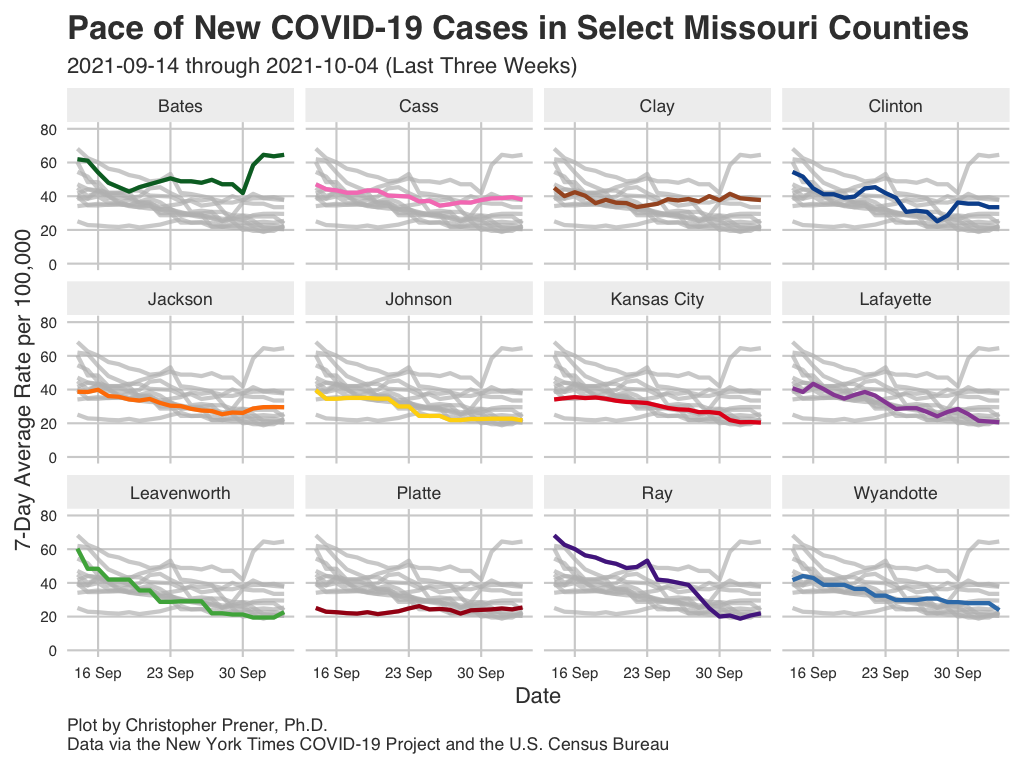 Pace of New COVID-19 Cases in Select Missouri Counties
2021-09-14 through 2021-10-04 (Last Three Weeks)
Bates Cass Clay Clinton
80
60
40
20
0
Jackson Johnson Kansas City Lafayette
80
60
40
20
0
Leavenworth Platte Ray Wyandotte
80
60
40
20
0
7-Day Average Rate per 100,000
16 Sep 23 Sep 30 Sep 16 Sep 23 Sep 30 Sep 16 Sep 23 Sep 30 Sep 16 Sep 23 Sep 30 Sep
Date
Plot by Christopher Prener, Ph.D.
Data via the New York Times COVID-19 Project and the U.S. Census Bureau